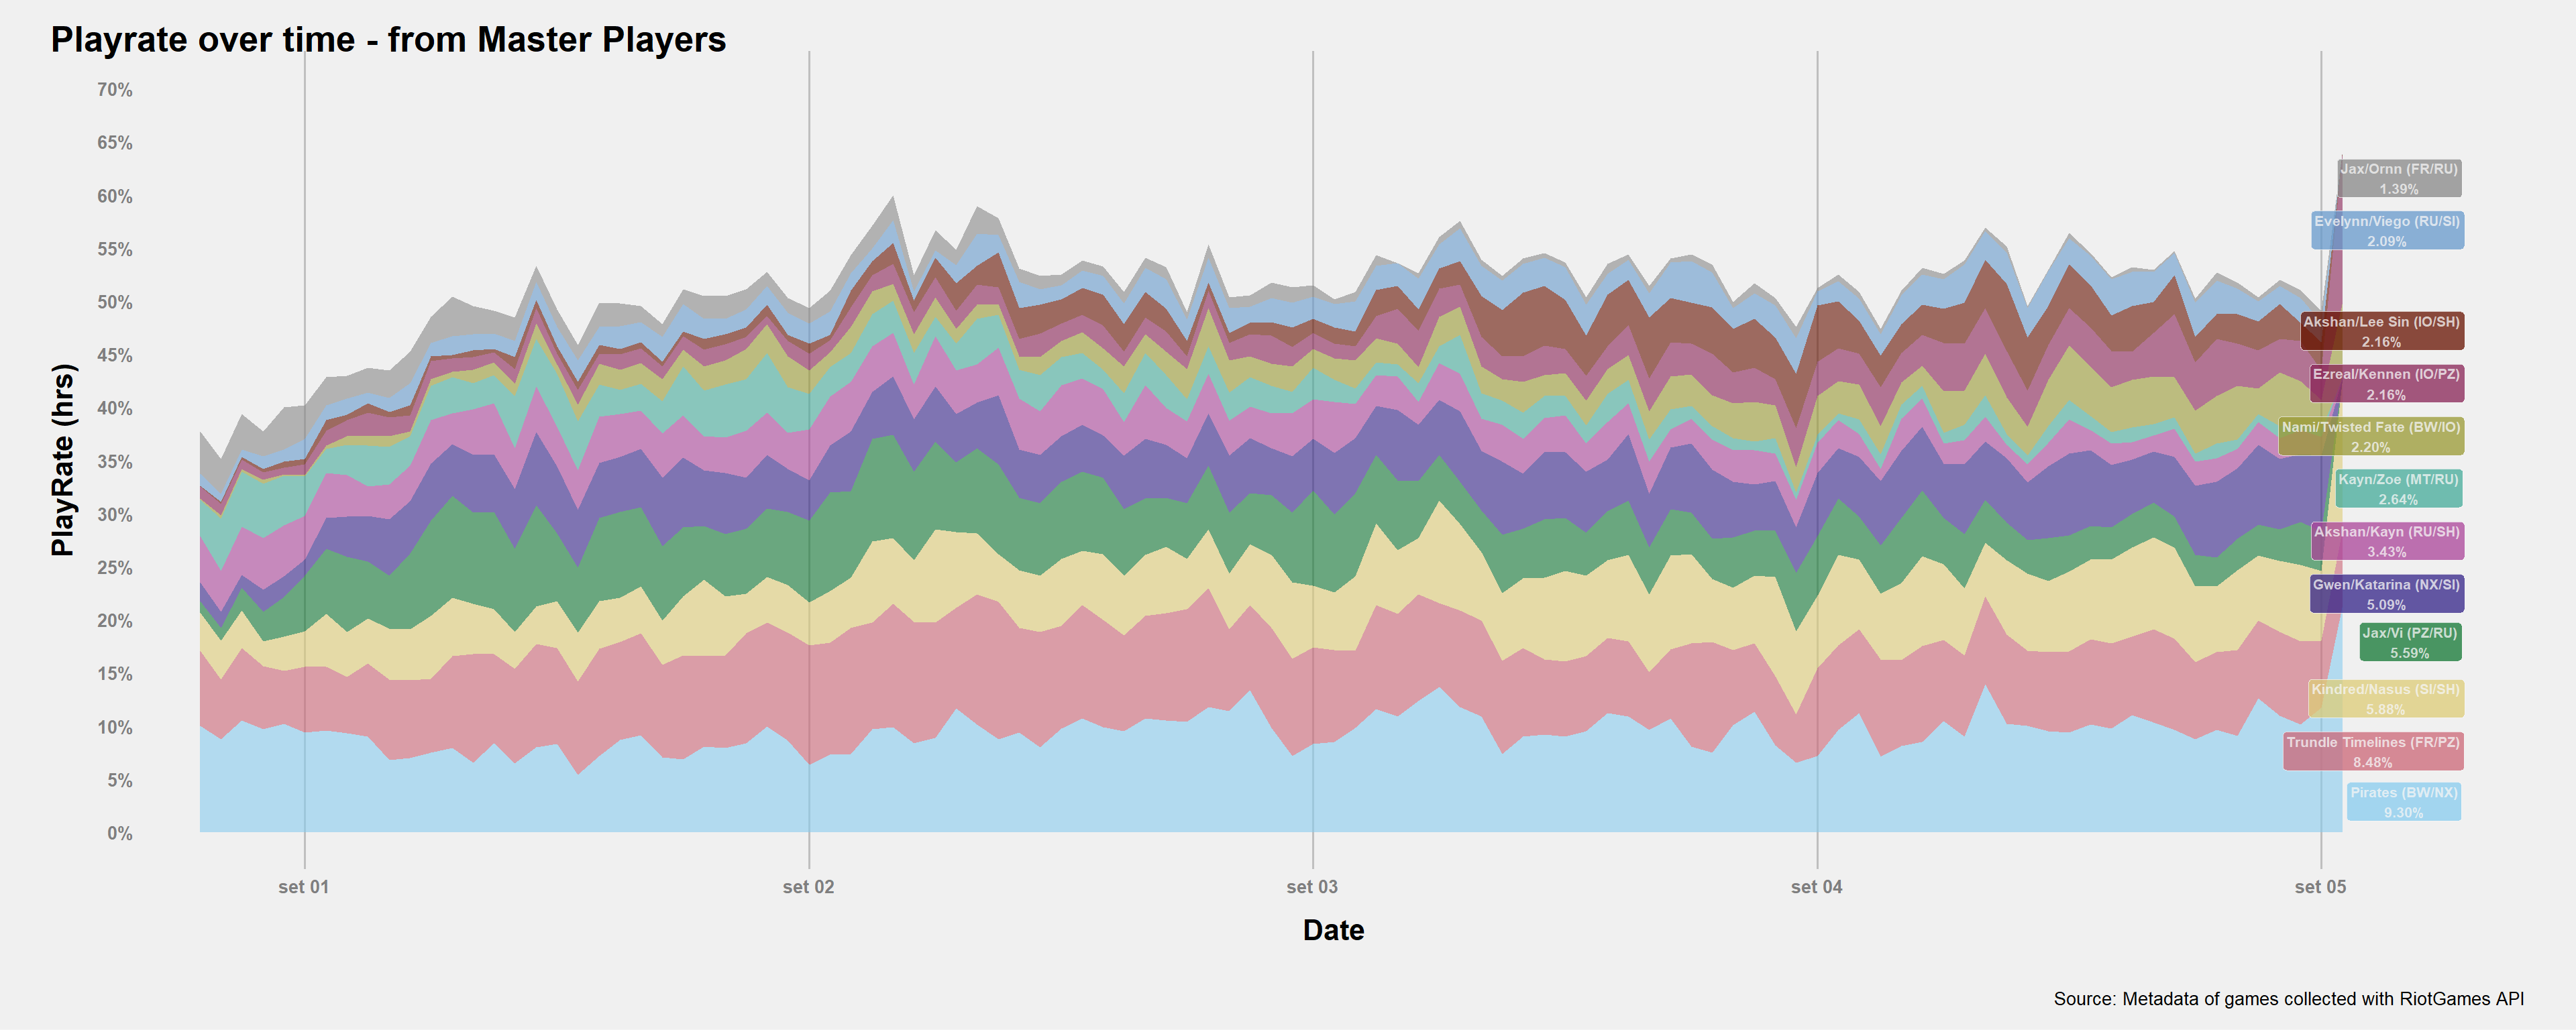 Playrate over time - from Master Players
PlayRate (hrs)
70%
65%
60%
55%
50%
45%
40%
35%
30%
25%
20%
15%
10%
5%
0%
Jax/Ornn (FR/RU)
1.39%
Evelynn/Viego (RU/SI)
2.09%
Akshan/Lee Sin (IO/SH)
2.16%
Ezreal/Kennen (IO/PZ)
2.16%
Nami/Twisted Fate (BW/IO)
2.20%
Kayn/Zoe (MT/RU)
2.64%
Akshan/Kayn (RU/SH)
3.43%
Gwen/Katarina (NX/SI)
5.09%
Jax/Vi (PZ/RU)
5.59%
Kindred/Nasus (SI/SH)
5.88%
Trundle Timelines (FR/PZ)
8.48%
Pirates (BW/NX)
9.30%
set 01
set 02
set 03
set 04
set 05
Date
Source: Metadata of games collected with RiotGames API